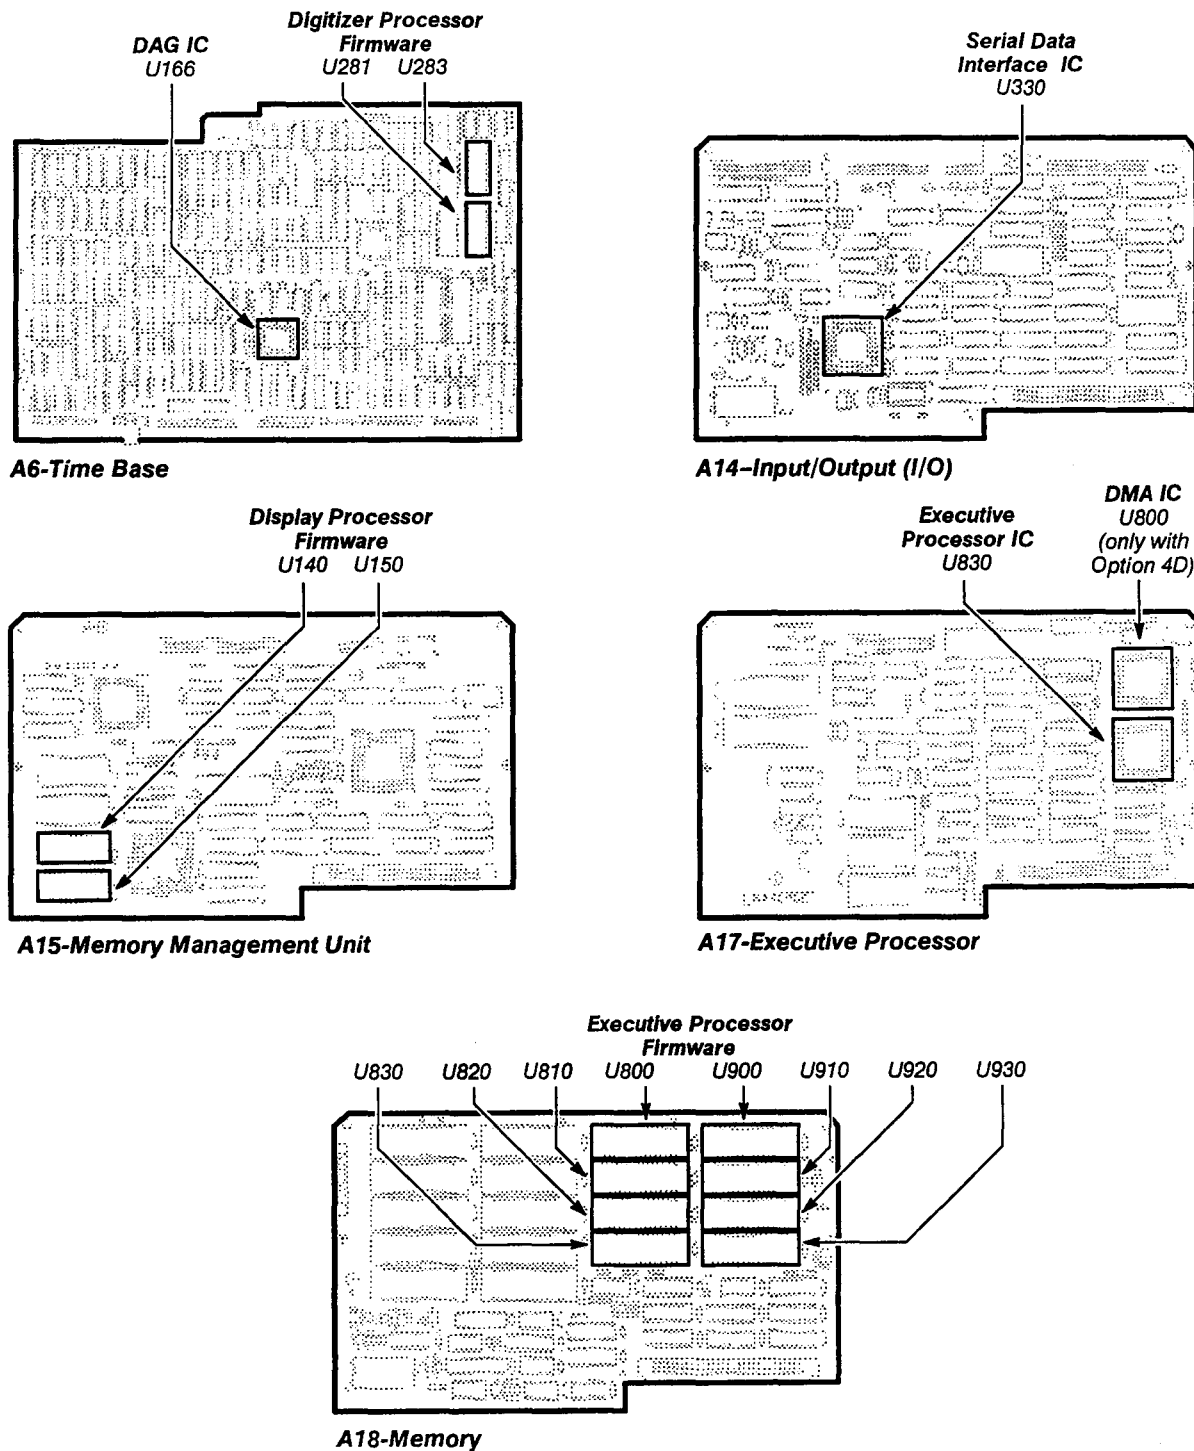 DAG IC
U166
Digitizer Processor
Firmware
U281 U283
Serial Data
Interface IC
U330
A6-Time Base
A14–Input/Output (I/O)
Display Processor
Firmware
U140 U150
Executive
Processor IC
U830
DMA IC
U800
(only with
Option 4D)
A15-Memory Management Unit
A17-Executive Processor
Executive Processor
Firmware
U830 U820 U810 U800 U900 U910 U920 U930
A18-Memory